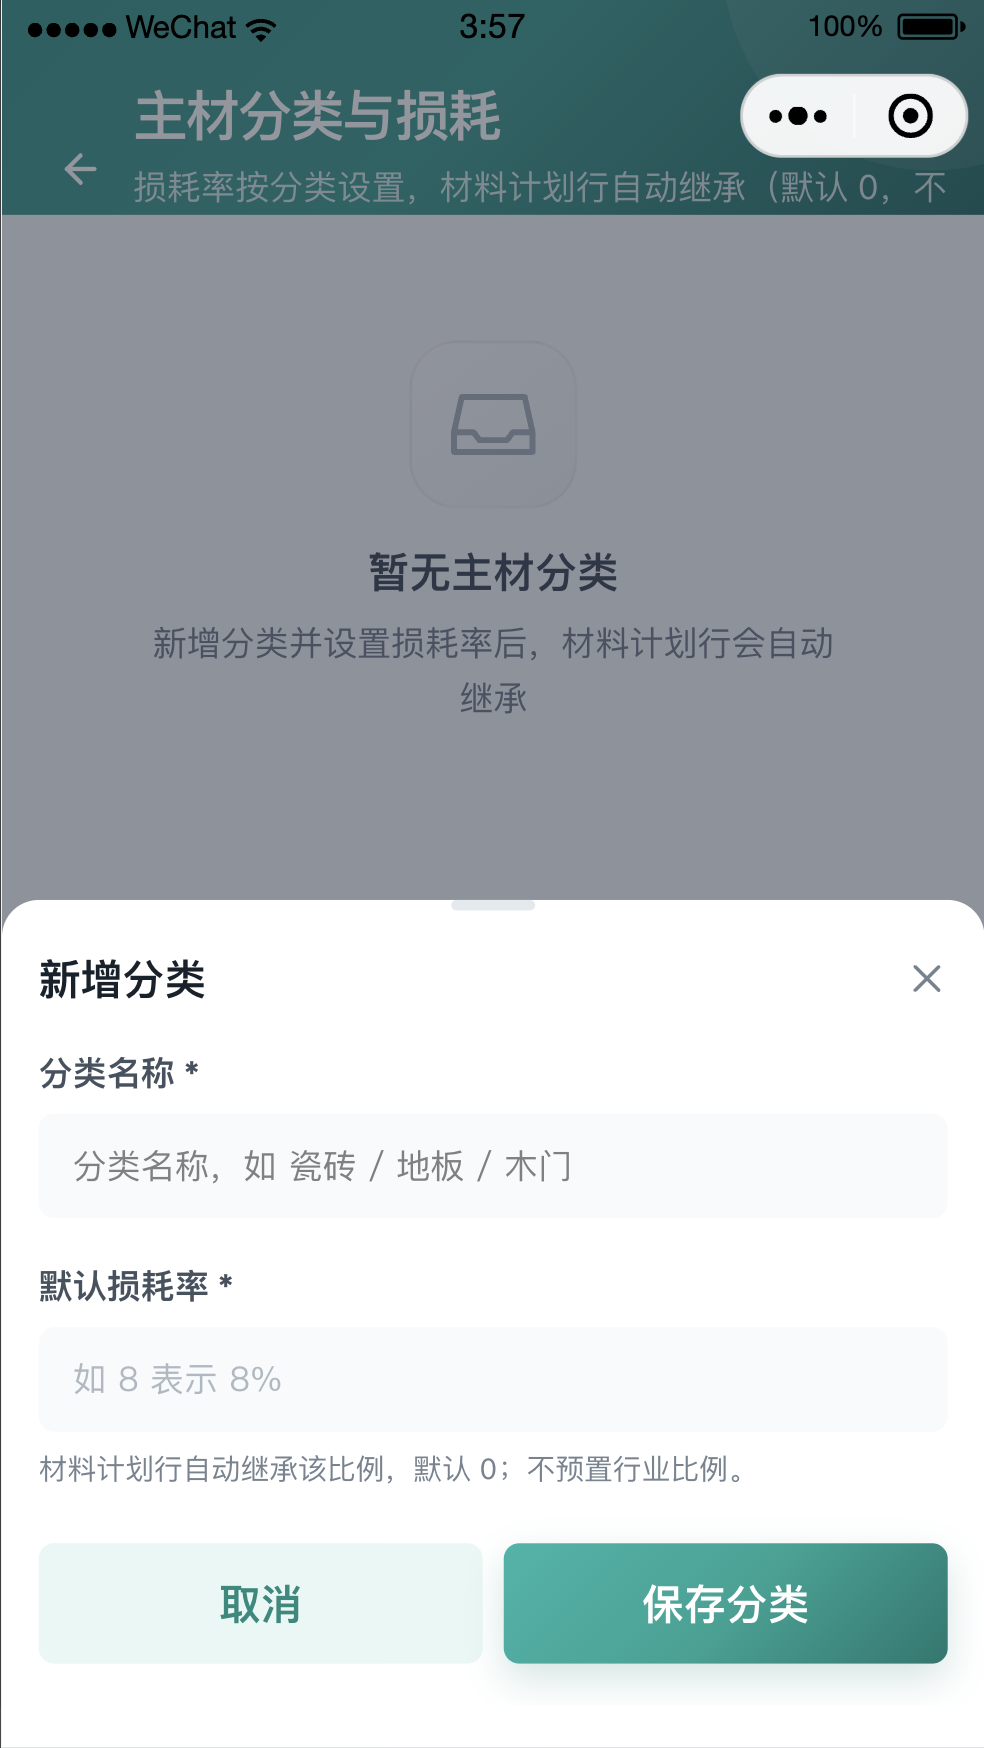 ●●●●● WeChat 3:57 100%
主材分类与损耗
损耗率按分类设置，材料计划行自动继承（默认 0，不
暂无主材分类
新增分类并设置损耗率后，材料计划行会自动
继承
新增分类
分类名称 *
分类名称，如 瓷砖 / 地板 / 木门
默认损耗率 *
如 8 表示 8%
材料计划行自动继承该比例，默认 0；不预置行业比例。
取消 保存分类